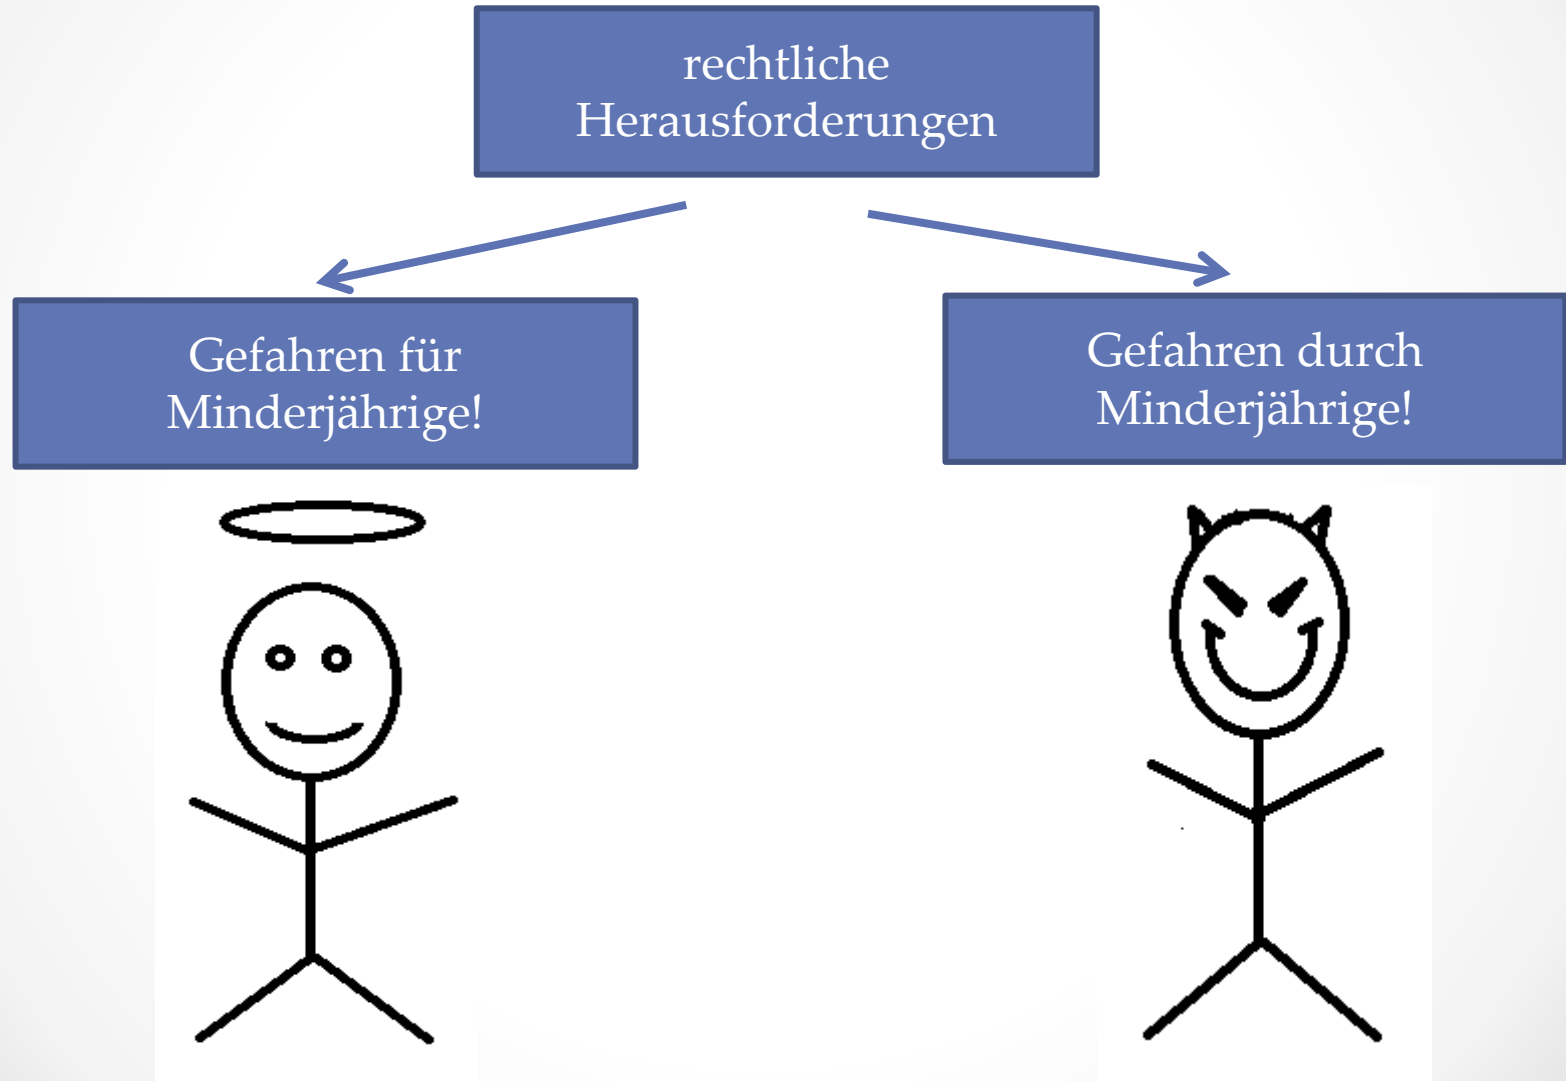 rechtliche
Herausforderungen
Gefahren für
Minderjährige!
Gefahren durch
Minderjährige!